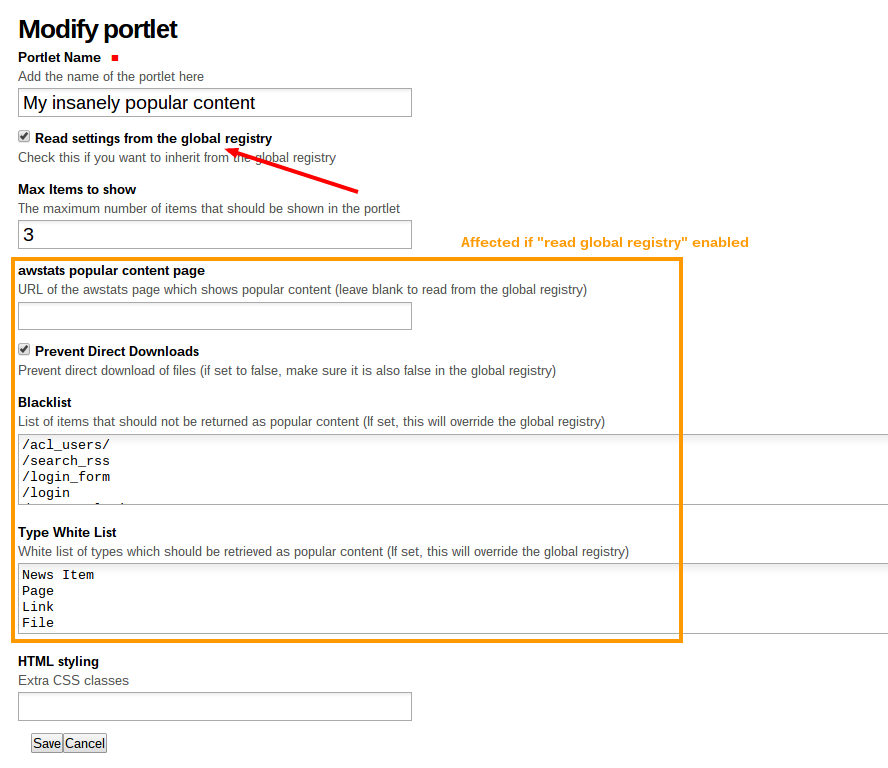 Modify portlet
Portlet Name
Add the name of the portlet here
My insanely popular content
Read settings from the global registry
Check this if you want to inherit from the global registry
Max Items to show
The maximum number of items that should be shown in the portlet
3
Affected if "read global registry" enabled
awstats popular content page
URL of the awstats page which shows popular content (leave blank to read from the global registry)
Prevent Direct Downloads
Prevent direct download of files (if set to false, make sure it is also false in the global registry)
Blacklist
List of items that should not be returned as popular content (If set, this will override the global registry)
/acl_users/
/search_rss
/login_form
/login
Type White List
White list of types which should be retrieved as popular content (If set, this will override the global registry)
News Item
Page
Link
File
HTML styling
Extra CSS classes
Save Cancel